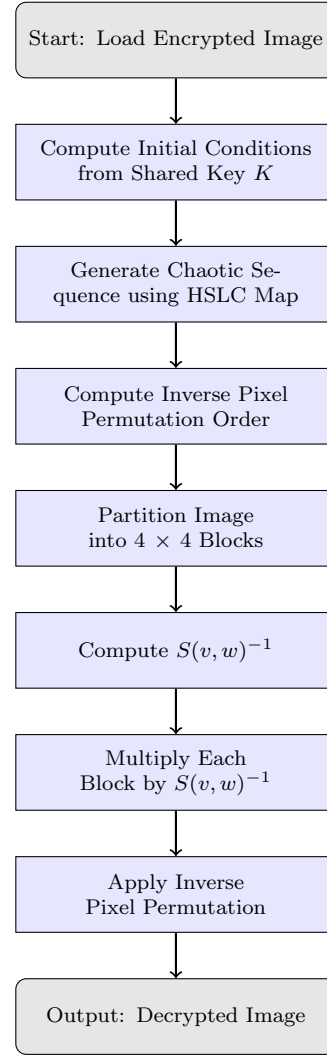 Start: Load Encrypted Image
Compute Initial Conditions
from Shared Key K
Generate Chaotic Se-
quence using HSLC Map
Compute Inverse Pixel
Permutation Order
Partition Image
into 4 × 4 Blocks
Compute S(v, w)⁻¹
Multiply Each
Block by S(v, w)⁻¹
Apply Inverse
Pixel Permutation
Output: Decrypted Image